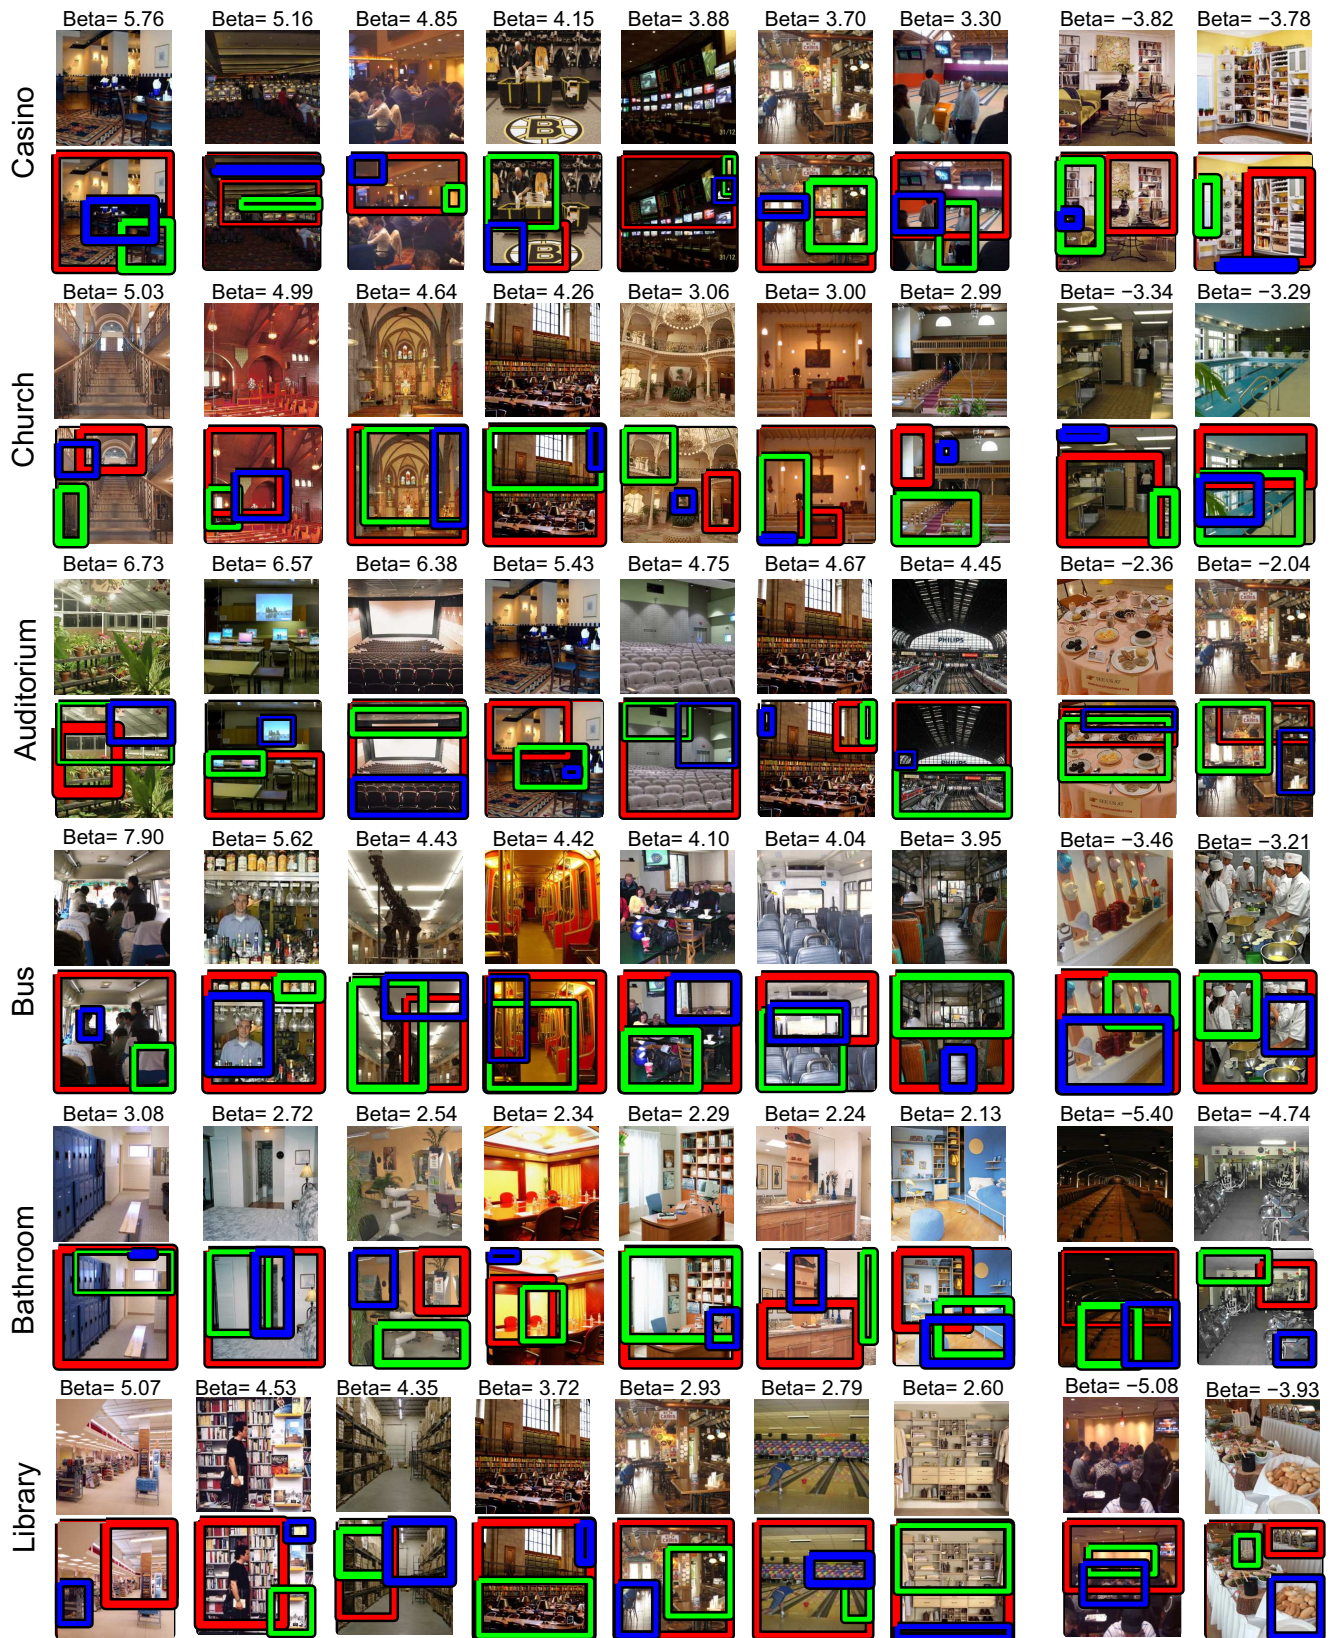 Casino
Beta= 5.76 Beta= 5.16 Beta= 4.85 Beta= 4.15 Beta= 3.88 Beta= 3.70 Beta= 3.30 Beta= −3.82 Beta= −3.78
B
31/12
B
31/12
Church
Beta= 5.03 Beta= 4.99 Beta= 4.64 Beta= 4.26 Beta= 3.06 Beta= 3.00 Beta= 2.99 Beta= −3.34 Beta= −3.29
Auditorium
Beta= 6.73 Beta= 6.57 Beta= 6.38 Beta= 5.43 Beta= 4.75 Beta= 4.67 Beta= 4.45 Beta= −2.36 Beta= −2.04
PHILIPS
Bus
Beta= 7.90 Beta= 5.62 Beta= 4.43 Beta= 4.42 Beta= 4.10 Beta= 4.04 Beta= 3.95 Beta= −3.46 Beta= −3.21
Bathroom
Beta= 3.08 Beta= 2.72 Beta= 2.54 Beta= 2.34 Beta= 2.29 Beta= 2.24 Beta= 2.13 Beta= −5.40 Beta= −4.74
Library
Beta= 5.07 Beta= 4.53 Beta= 4.35 Beta= 3.72 Beta= 2.93 Beta= 2.79 Beta= 2.60 Beta= −5.08 Beta= −3.93